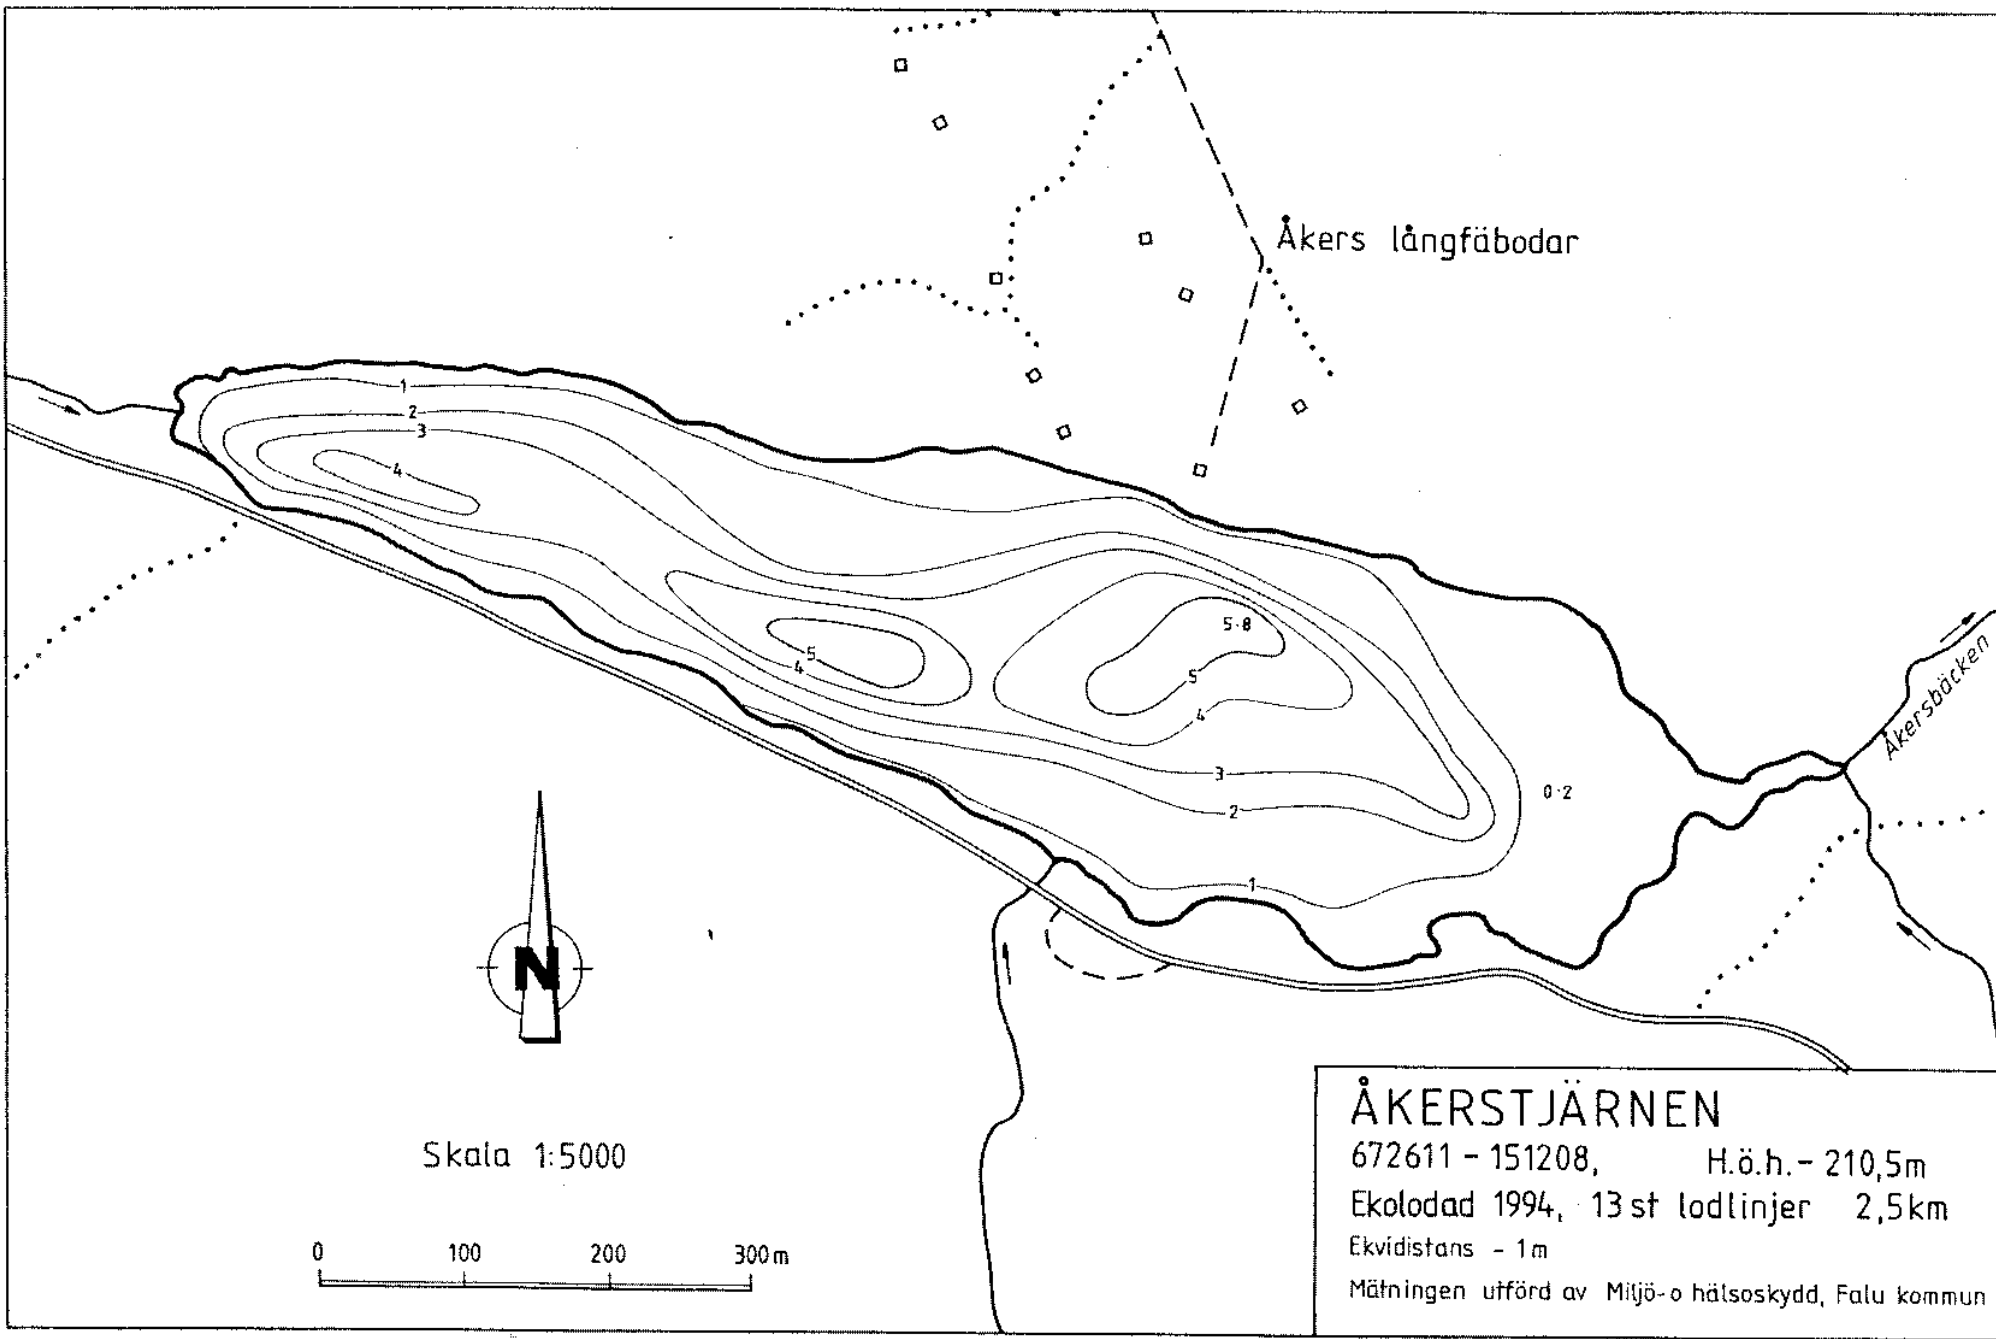 Åkers långfäbodar
1
2
3
4
5·8
5
4
5
4
Åkersbäcken
3
2
0·2
1
N
ÅKERSTJÄRNEN
672611 - 151208, H.ö.h. - 210,5m
Skala 1:5000
Ekolodad 1994, 13 st lodlinjer 2,5km
0 100 200 300m
Ekvidistans - 1m
Mätningen utförd av Miljö-o hälsoskydd, Falu kommun